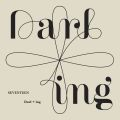 Darl
SEVENTEEN
Darl + ing
ing